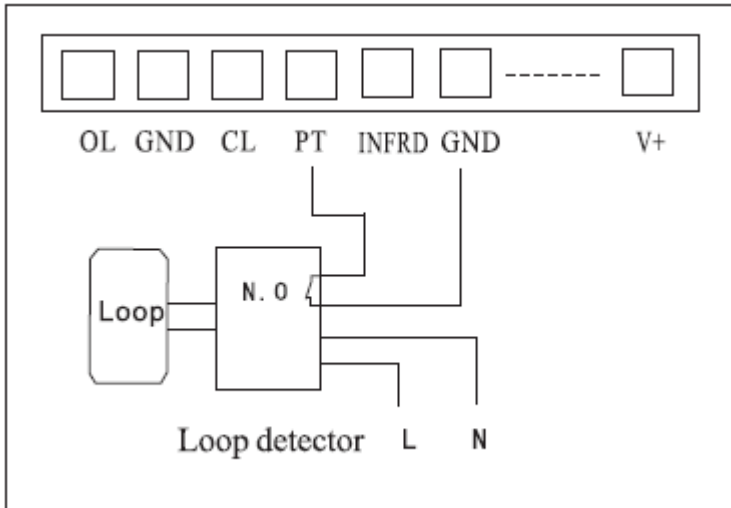 OL GND CL PT INFRD GND V+
N.O
Loop
Loop detector L N